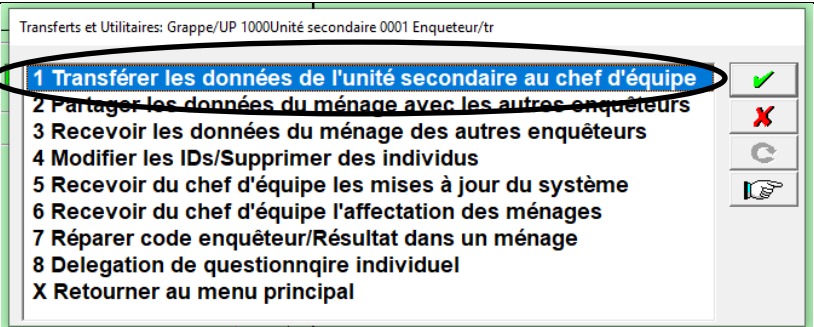 Transferts et Utilitaires: Grappe/UP 1000Unité secondaire 0001 Enqueteur/tr
1 Transférer les données de l'unité secondaire au chef d'équipe
2 Partager les données du ménage avec les autres enquêteurs
3 Recevoir les données du ménage des autres enquêteurs
4 Modifier les IDs/Supprimer des individus
5 Recevoir du chef d'équipe les mises à jour du système
6 Recevoir du chef d'équipe l'affectation des ménages
7 Réparer code enquêteur/Résultat dans un ménage
8 Delegation de questionnqire individuel
X Retourner au menu principal